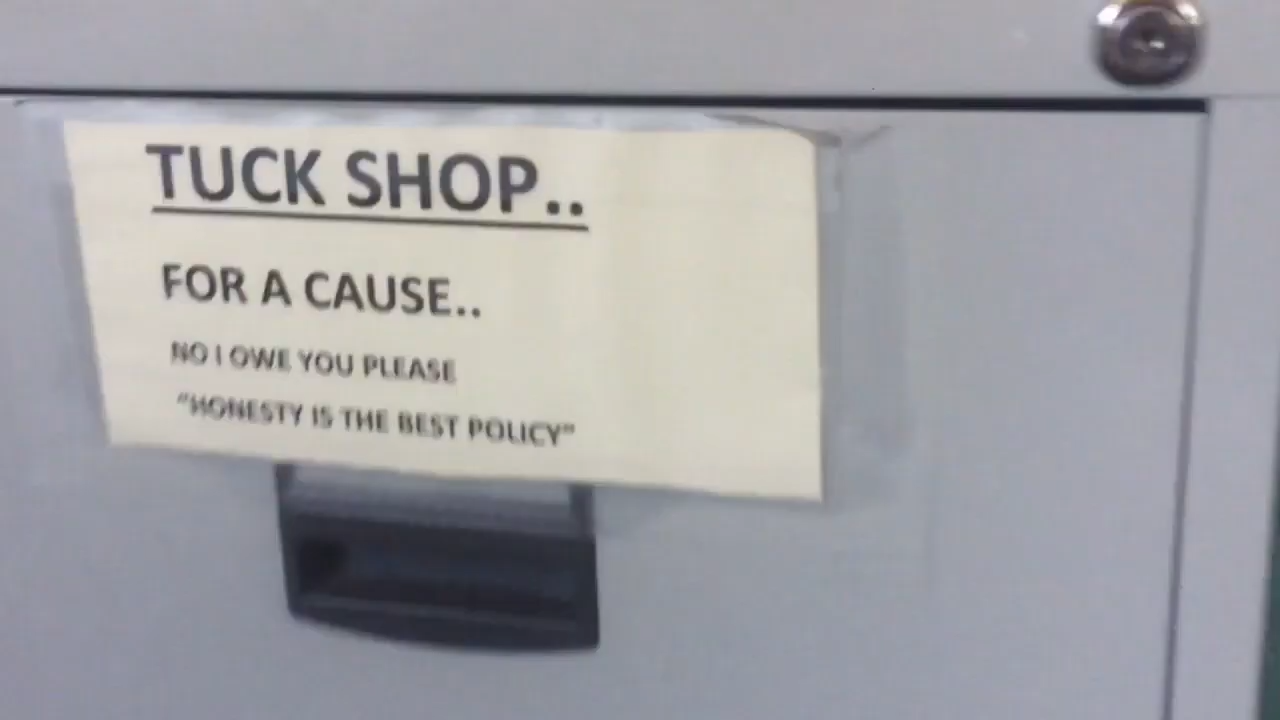 TUCK SHOP..
FOR A CAUSE..
NO I OWE YOU PLEASE
"HONESTY IS THE BEST POLICY"